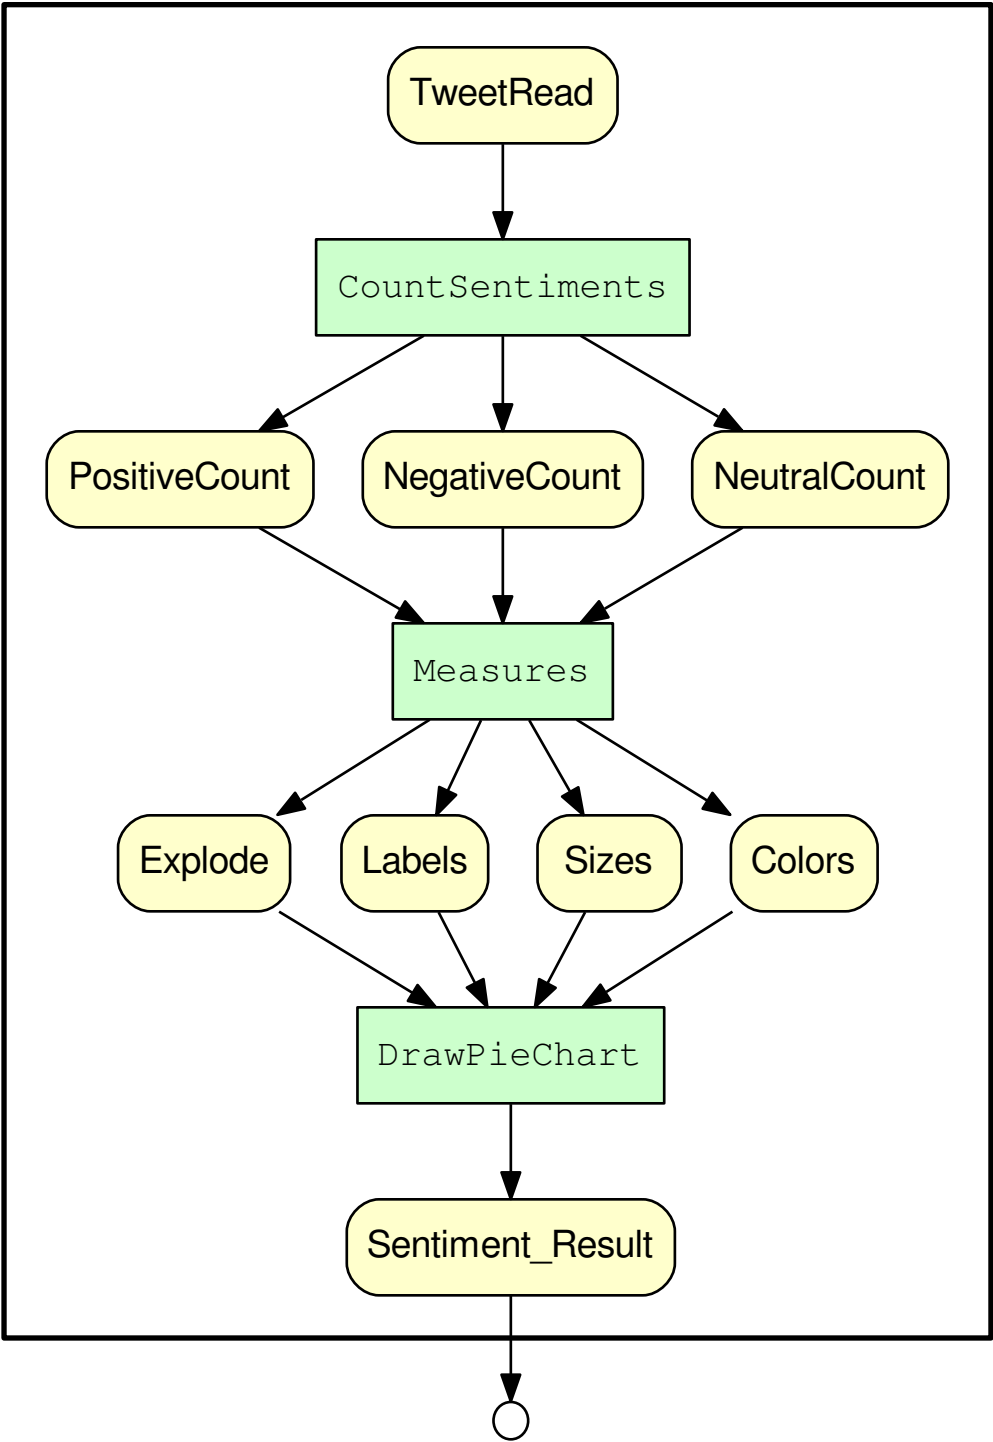 TweetRead
CountSentiments
PositiveCount
NegativeCount
NeutralCount
Measures
Explode
Labels
Sizes
Colors
DrawPieChart
Sentiment_Result